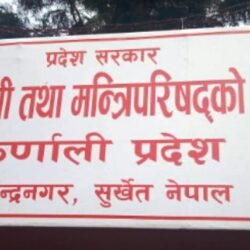 प्रदेश सरकार
तथा मन्त्रिपरिषद्को
प्रदेश
सुर्खेत नेपाल